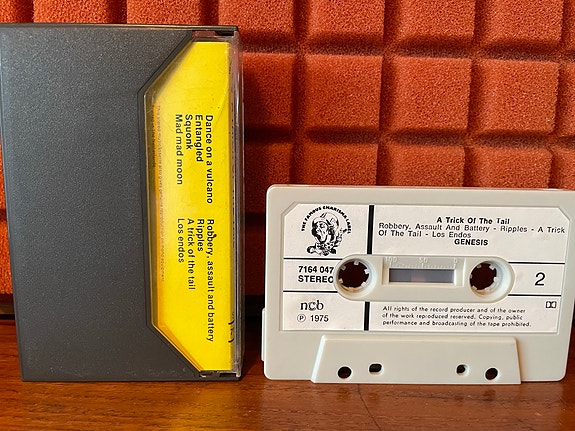 Dance on a vulcano
Entangled
Squonk
Mad mad moon
Robbery, assault and battery
Ripples
A trick of the tail
Los endos
THE FAMOUS CHARISMA LABEL
A Trick Of The Tail
Robbery, Assault And Battery - Ripples - A Trick
Of The Tail - Los Endos
GENESIS
7164 047
STEREO
2
ncb
Ⓟ 1975
All rights of the record producer and of the owner
of the work reproduced reserved. Copying, public
performance and broadcasting of the tape prohibited.